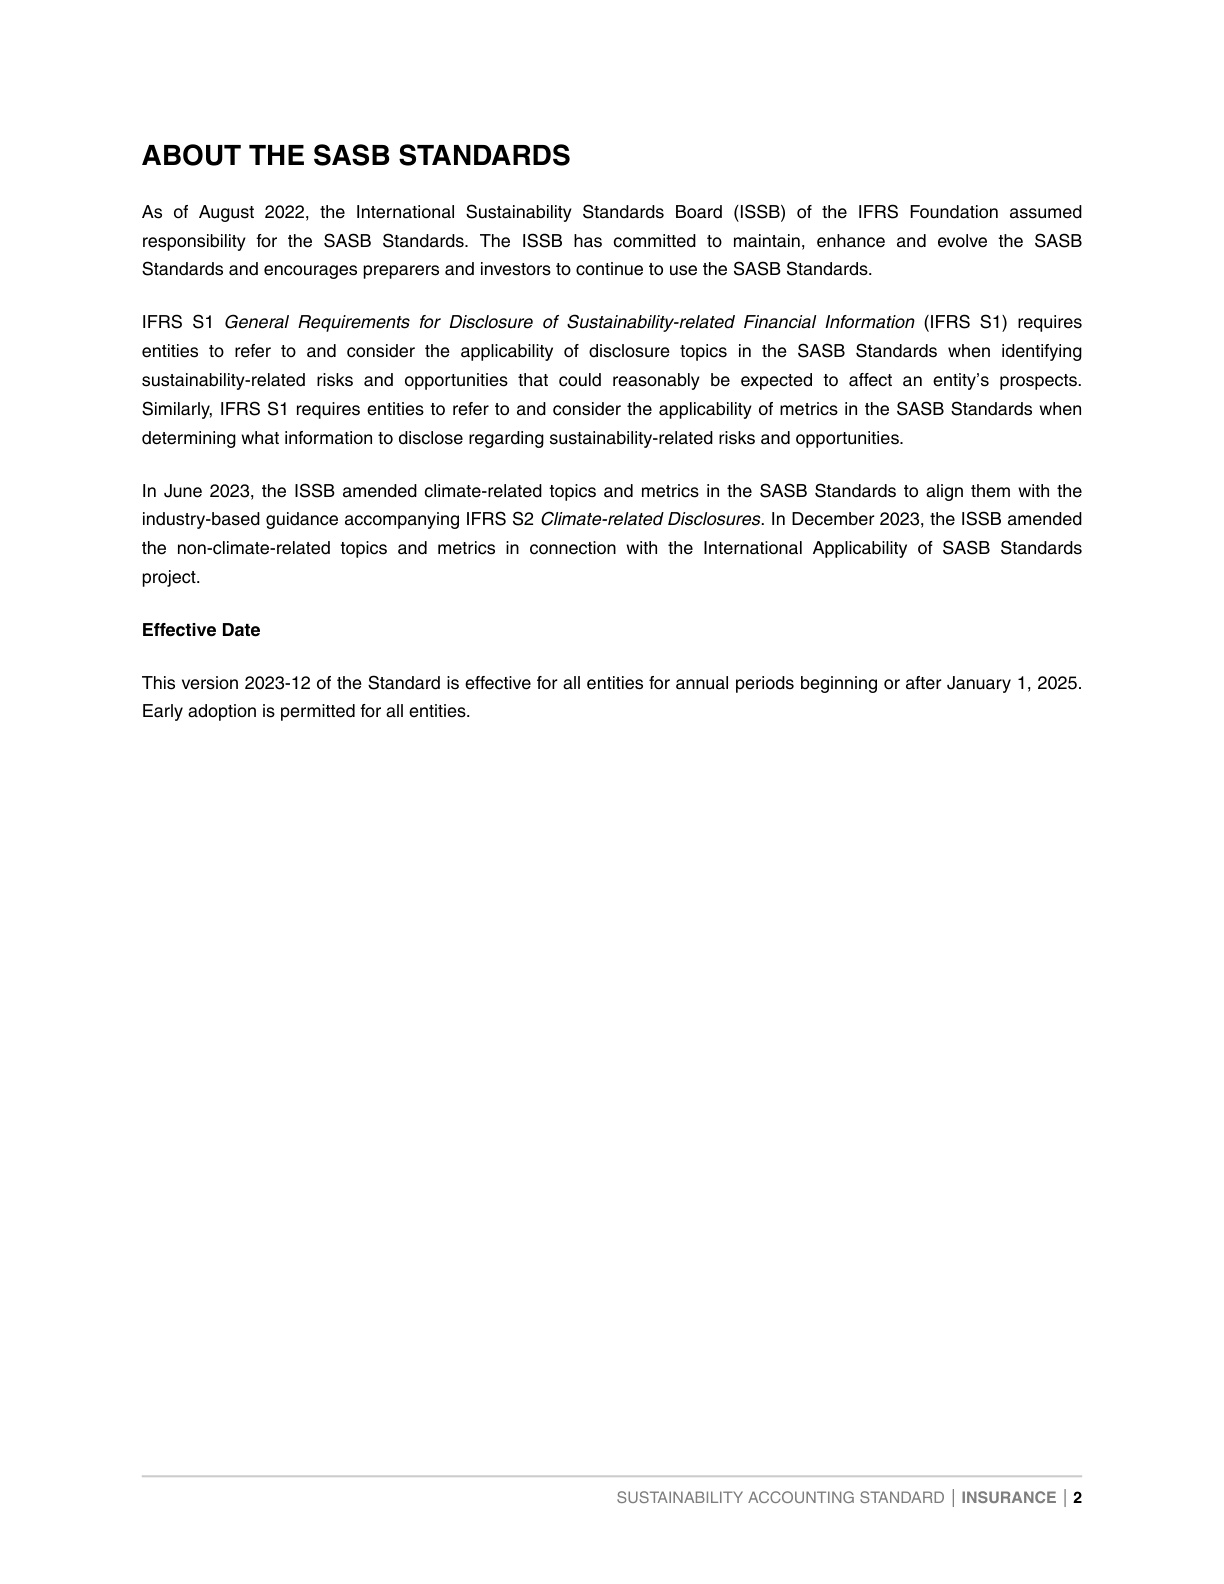 ABOUT THE SASB STANDARDS
As of August 2022, the International Sustainability Standards Board (ISSB) of the IFRS Foundation assumed
responsibility for the SASB Standards. The ISSB has committed to maintain, enhance and evolve the SASB
Standards and encourages preparers and investors to continue to use the SASB Standards.
IFRS S1 General Requirements for Disclosure of Sustainability-related Financial Information (IFRS S1) requires
entities to refer to and consider the applicability of disclosure topics in the SASB Standards when identifying
sustainability-related risks and opportunities that could reasonably be expected to affect an entity’s prospects.
Similarly, IFRS S1 requires entities to refer to and consider the applicability of metrics in the SASB Standards when
determining what information to disclose regarding sustainability-related risks and opportunities.
In June 2023, the ISSB amended climate-related topics and metrics in the SASB Standards to align them with the
industry-based guidance accompanying IFRS S2 Climate-related Disclosures. In December 2023, the ISSB amended
the non-climate-related topics and metrics in connection with the International Applicability of SASB Standards
project.
Effective Date
This version 2023-12 of the Standard is effective for all entities for annual periods beginning or after January 1, 2025.
Early adoption is permitted for all entities.
SUSTAINABILITY ACCOUNTING STANDARD | INSURANCE | 2